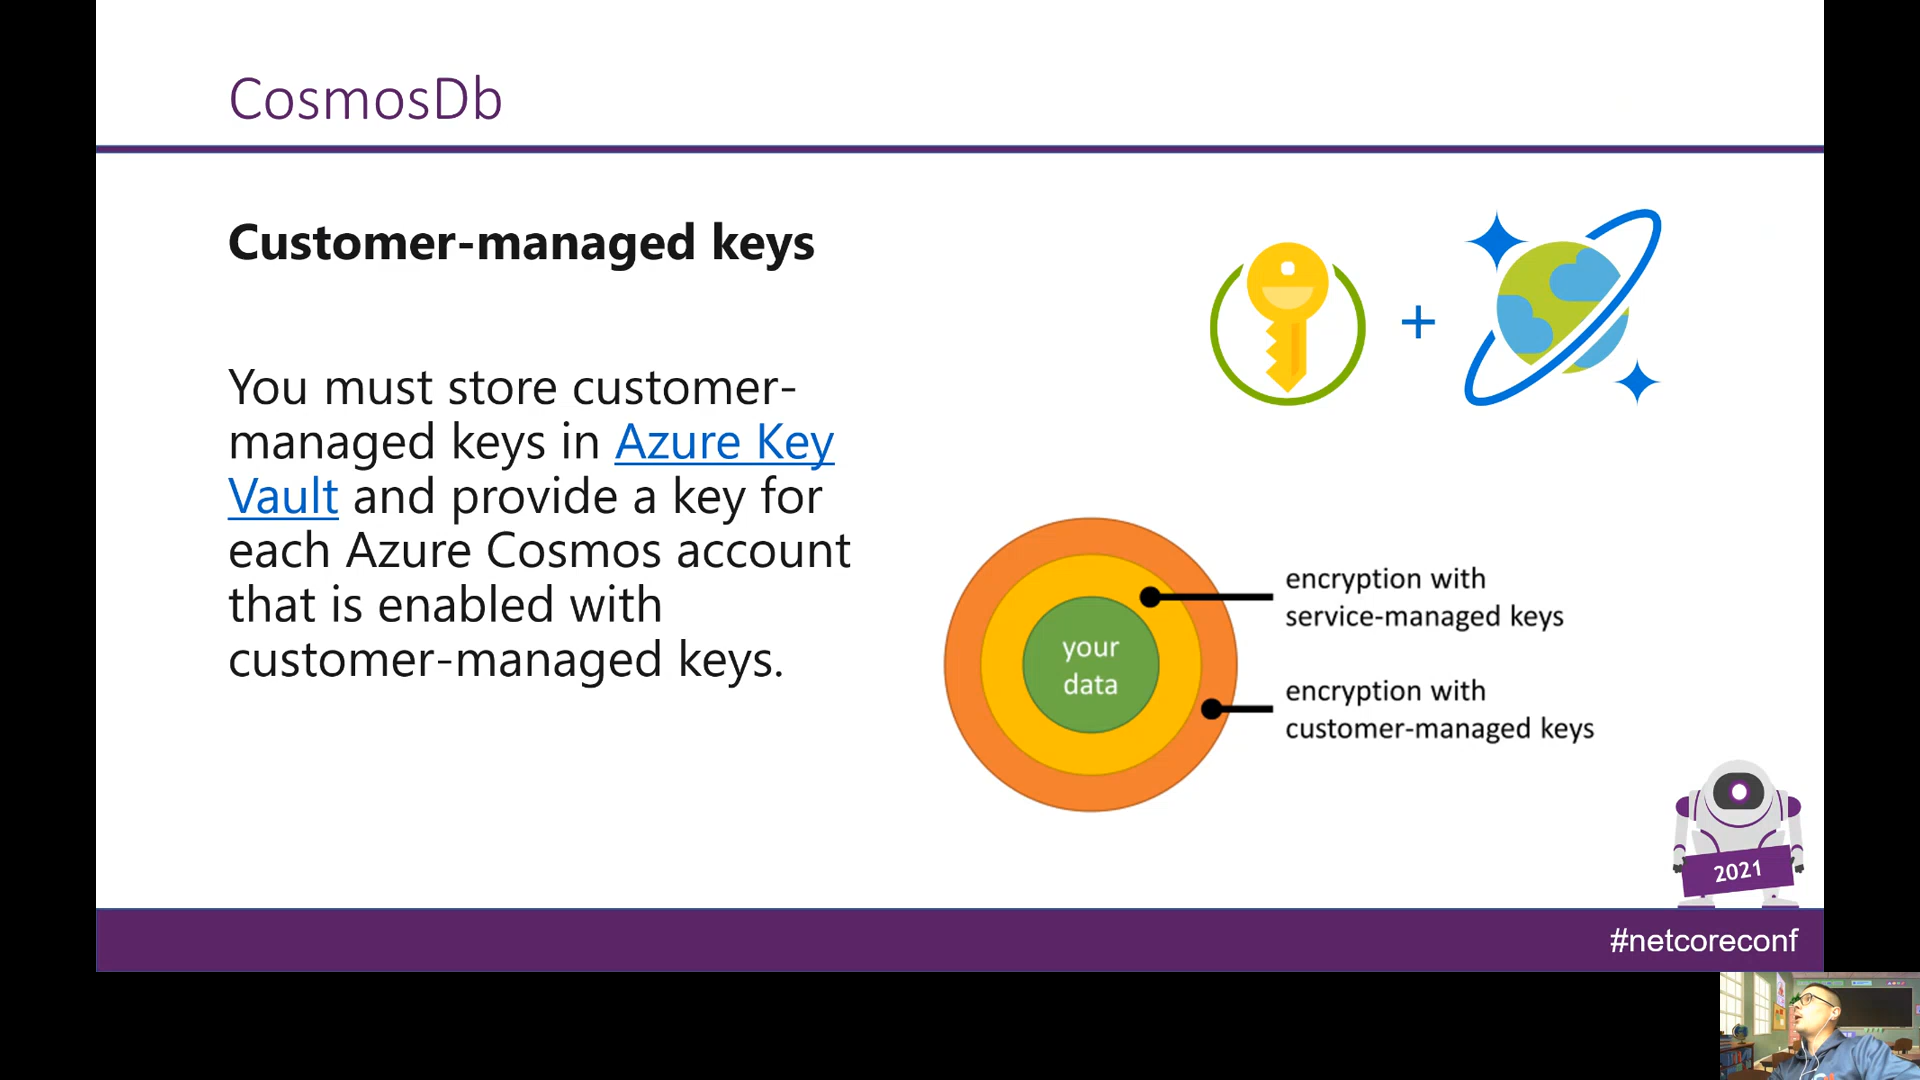 CosmosDb
Customer-managed keys
You must store customer-
managed keys in Azure Key
Vault and provide a key for
each Azure Cosmos account
that is enabled with
customer-managed keys.
+
your
data
encryption with
service-managed keys
encryption with
customer-managed keys
2021
#netcoreconf